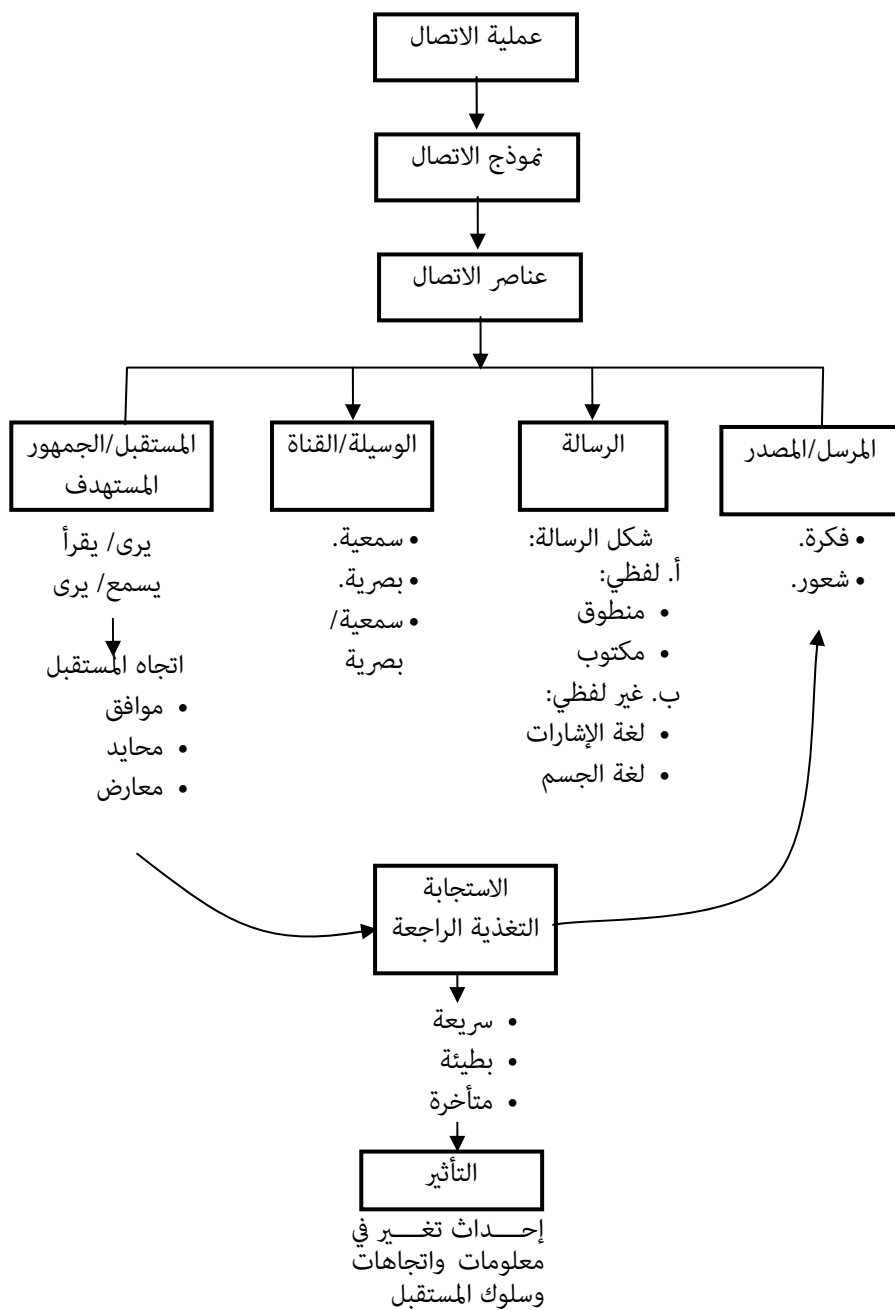 عملية الاتصال
نموذج الاتصال
عناصر الاتصال
المرسل/المصدر
• فكرة.
• شعور.
الرسالة
شكل الرسالة:
أ. لفظي:
• منطوق
• مكتوب
ب. غير لفظي:
• لغة الإشارات
• لغة الجسم
الوسيلة/القناة
• سمعية.
• بصرية.
• سمعية/
بصرية
المستقبل/الجمهور
المستهدف
يرى/ يقرأ
يسمع/ يرى
اتجاه المستقبل
• موافق
• محايد
• معارض
الاستجابة
التغذية الراجعة
• سريعة
• بطيئة
• متأخرة
التأثير
إحـــداث تغـــير في
معلومات واتجاهات
وسلوك المستقبل